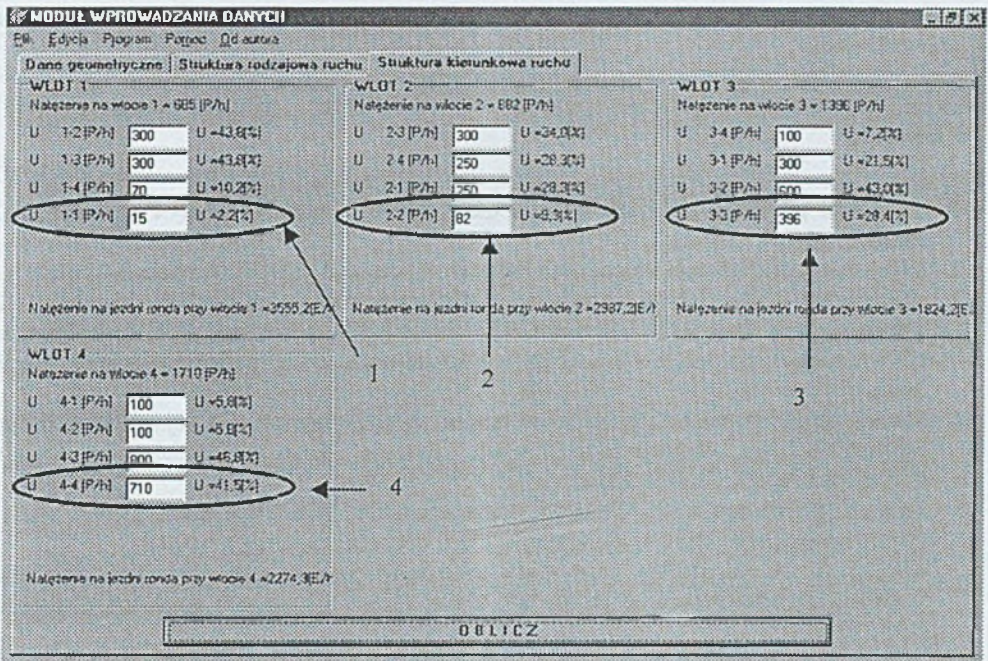 MODUŁ WPROWADZANIA DANYCH
Plik Edycja Program Pomoc Od autora
Dane geometryczne Struktura rodzajowa ruchu Struktura kierunkowa ruchu
WLOT 1
Natężenie na wlocie 1 = 685 [P/h]
U 1-2 [P/h] 300 U =43,8[%]
U 1-3 [P/h] 300 U =43,8[%]
U 1-4 [P/h] 70 U =10,2[%]
U 1-1 [P/h] 15 U =2,2[%]
Natężenie na jezdni ronda przy wlocie 1 =3555,2[E/h
WLOT 2
Natężenie na wlocie 2 = 882 [P/h]
U 2-3 [P/h] 300 U =34,0[%]
U 2-4 [P/h] 250 U =28,3[%]
U 2-1 [P/h] 250 U =28,3[%]
U 2-2 [P/h] 82 U =9,3[%]
Natężenie na jezdni ronda przy wlocie 2 =2987,2[E/h
WLOT 3
Natężenie na wlocie 3 = 1396 [P/h]
U 3-4 [P/h] 100 U =7,2[%]
U 3-1 [P/h] 300 U =21,5[%]
U 3-2 [P/h] 600 U =43,0[%]
U 3-3 [P/h] 396 U =28,4[%]
Natężenie na jezdni ronda przy wlocie 3 =1824,2[E
1
2
3
WLOT 4
Natężenie na wlocie 4 = 1710 [P/h]
U 4-1 [P/h] 100 U =5,8[%]
U 4-2 [P/h] 100 U =5,8[%]
U 4-3 [P/h] 800 U =46,8[%]
U 4-4 [P/h] 710 U =41,5[%]
4
Natężenie na jezdni ronda przy wlocie 4 =2274,3[E/h
OBLICZ